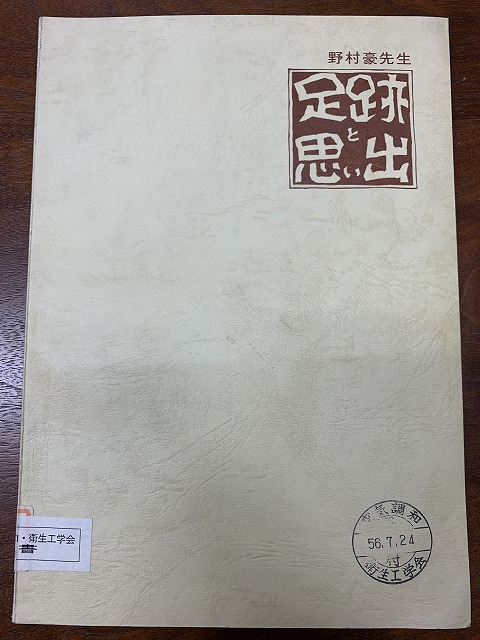 野村豪先生
足跡
と
思い出
・衛生工学会
書
空気調和
56.7.24
付
衛生工学会